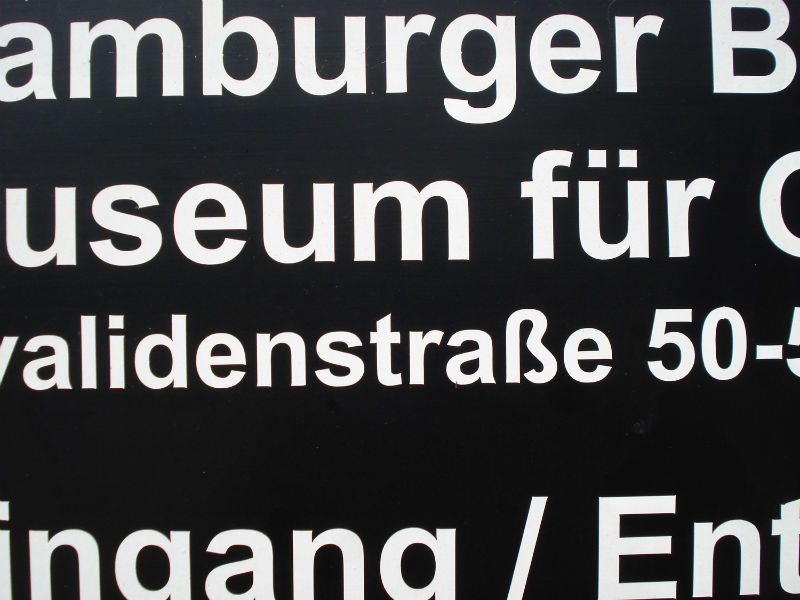 amburger B
useum für G
validenstraße 50-5
ingang / Ent